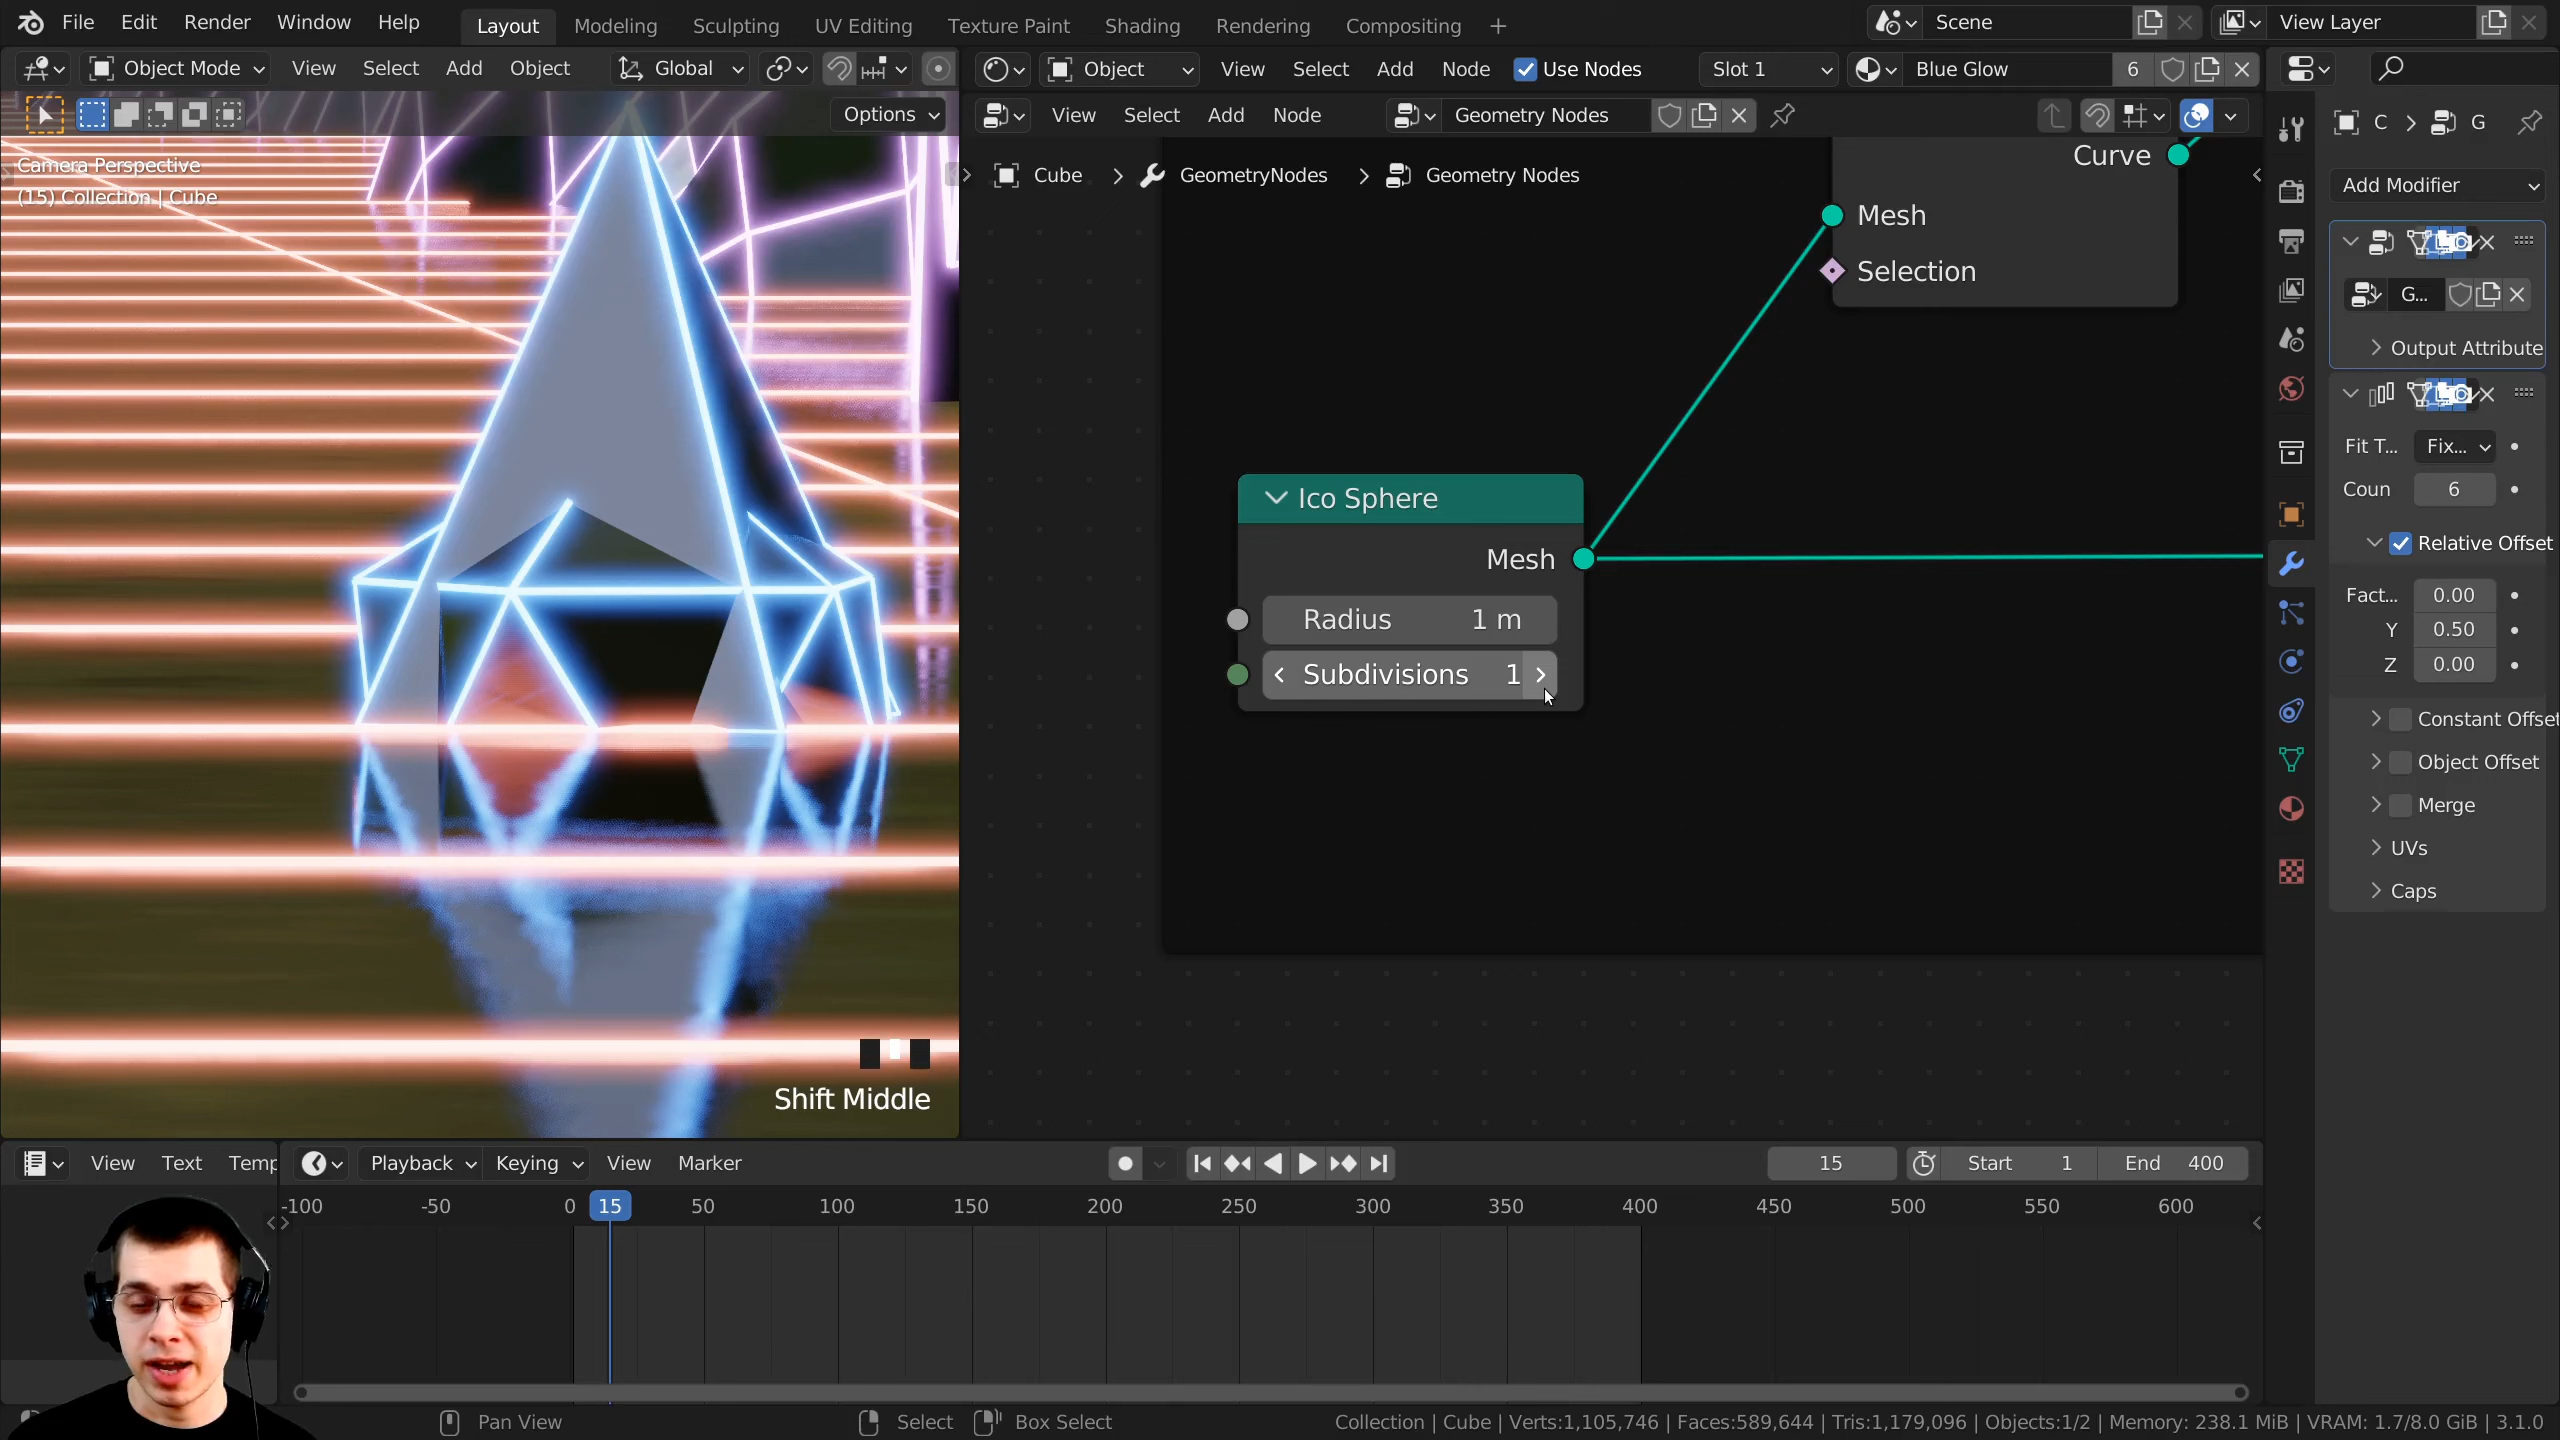 File Edit Render Window Help Layout Modeling Sculpting UV Editing Texture Paint Shading Rendering Compositing + Scene View Layer
Object Mode View Select Add Object Global Object View Select Add Node Use Nodes Slot 1 Blue Glow 6
Options View Select Add Node Geometry Nodes C > G
Camera Perspective
(15) Collection | Cube
Cube > GeometryNodes > Geometry Nodes
Curve
Mesh
Selection
Ico Sphere
Mesh
Radius 1 m
Subdivisions 1
Add Modifier
G...
Output Attribute
Fit T... Fix...
Coun 6
Relative Offset
Fact... 0.00
Y 0.50
Z 0.00
Constant Offset
Object Offset
Merge
UVs
Caps
Shift Middle
View Text Temp Playback Keying View Marker 15 Start 1 End 400
-100 -50 0 15 50 100 150 200 250 300 350 400 450 500 550 600
Pan View Select Box Select Collection | Cube | Verts:1,105,746 | Faces:589,644 | Tris:1,179,096 | Objects:1/2 | Memory: 238.1 MiB | VRAM: 1.7/8.0 GiB | 3.1.0